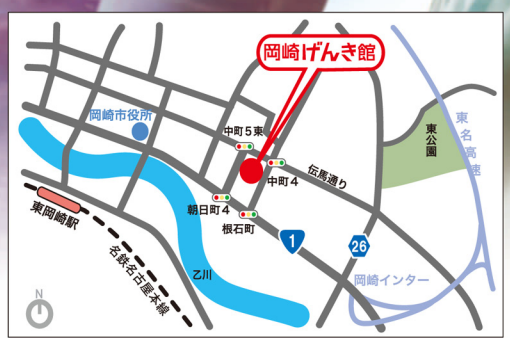 岡崎げんき館
岡崎市役所
中町5東
中町4
伝馬通り
東公園
東名高速
朝日町4
根石町
東岡崎駅
名鉄名古屋本線
乙川
1
26
岡崎インター
N